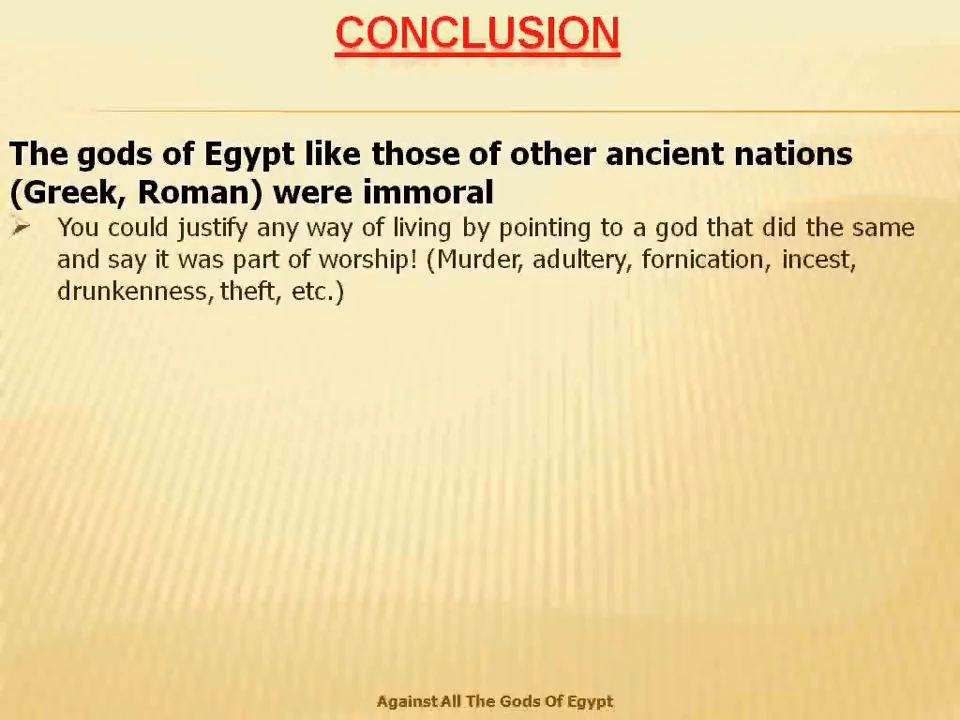 CONCLUSION
The gods of Egypt like those of other ancient nations
(Greek, Roman) were immoral
You could justify any way of living by pointing to a god that did the same
and say it was part of worship! (Murder, adultery, fornication, incest,
drunkenness, theft, etc.)
Against All The Gods Of Egypt